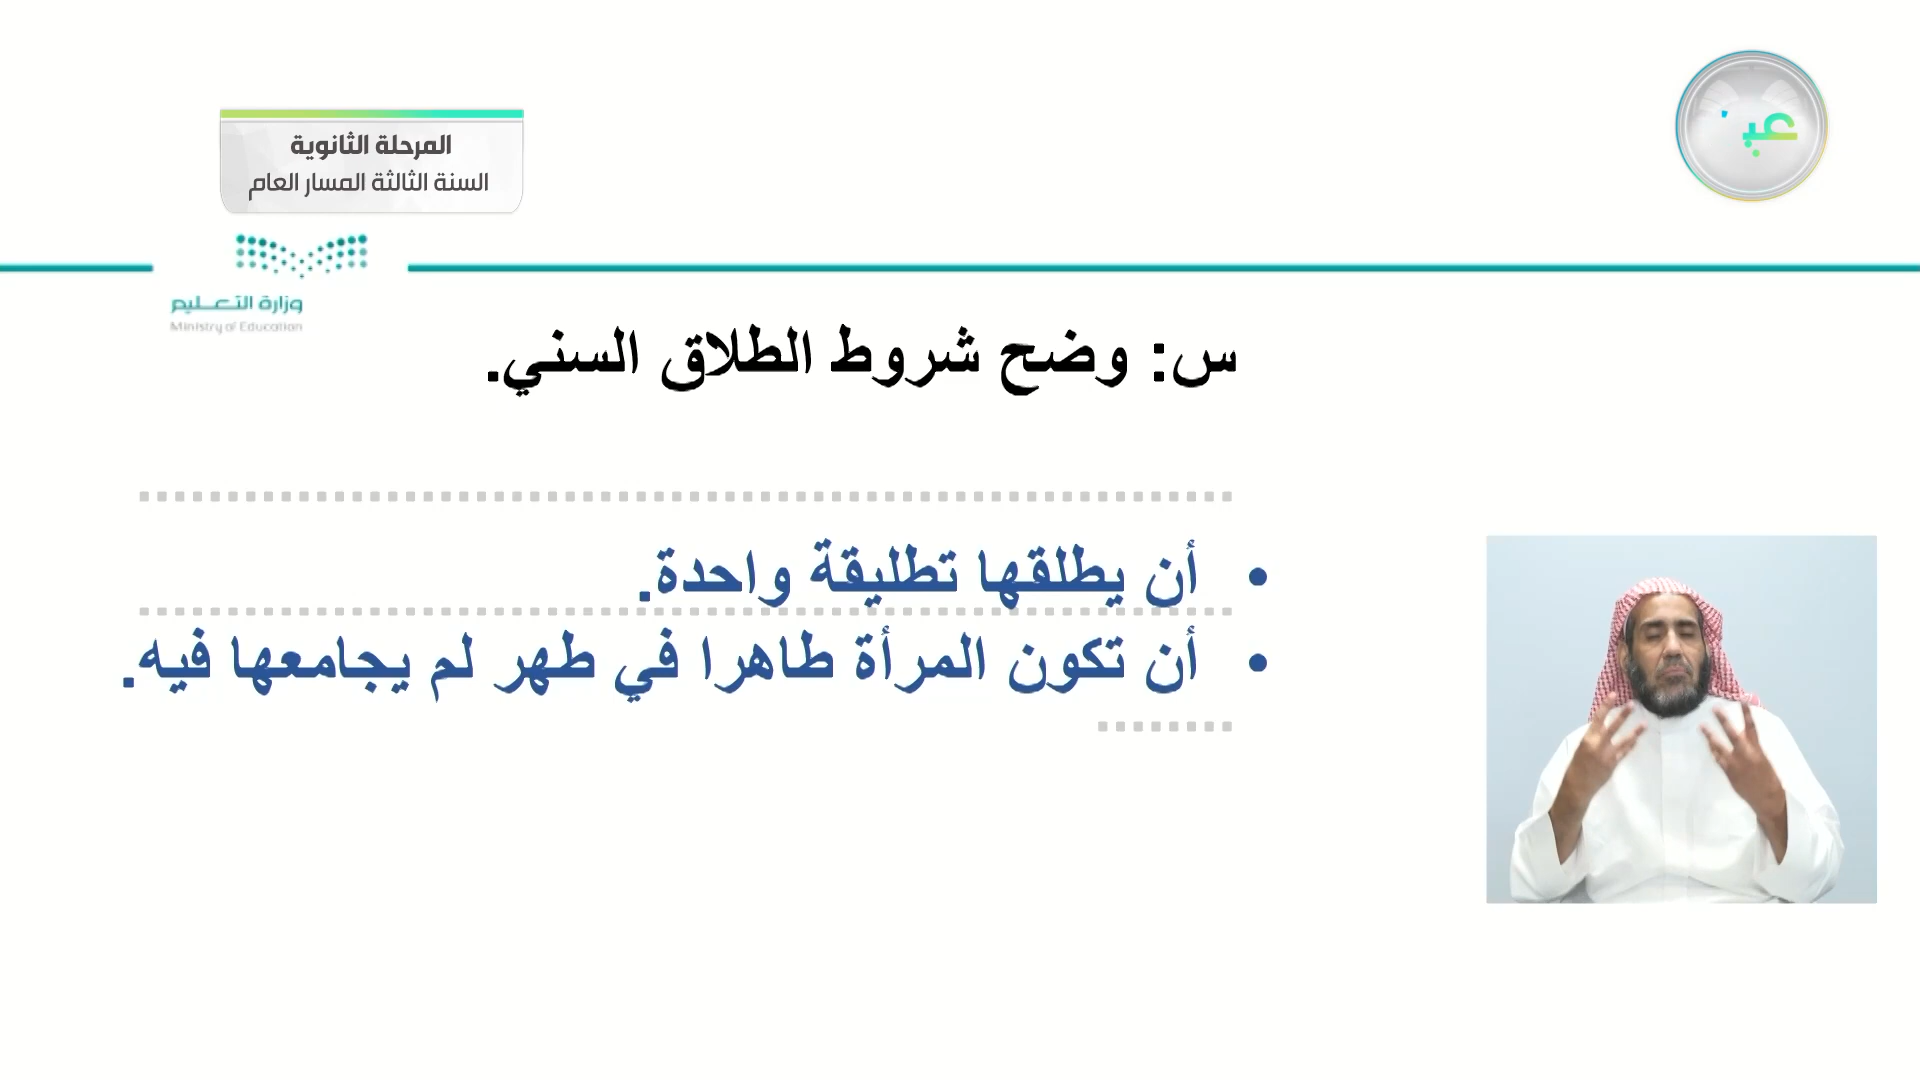 المرحلة الثانوية
السنة الثالثة المسار العام
وزارة التعليم
Ministry of Education
س: وضح شروط الطلاق السني.
• أن يطلقها تطليقة واحدة.
• أن تكون المرأة طاهرا في طهر لم يجامعها فيه.